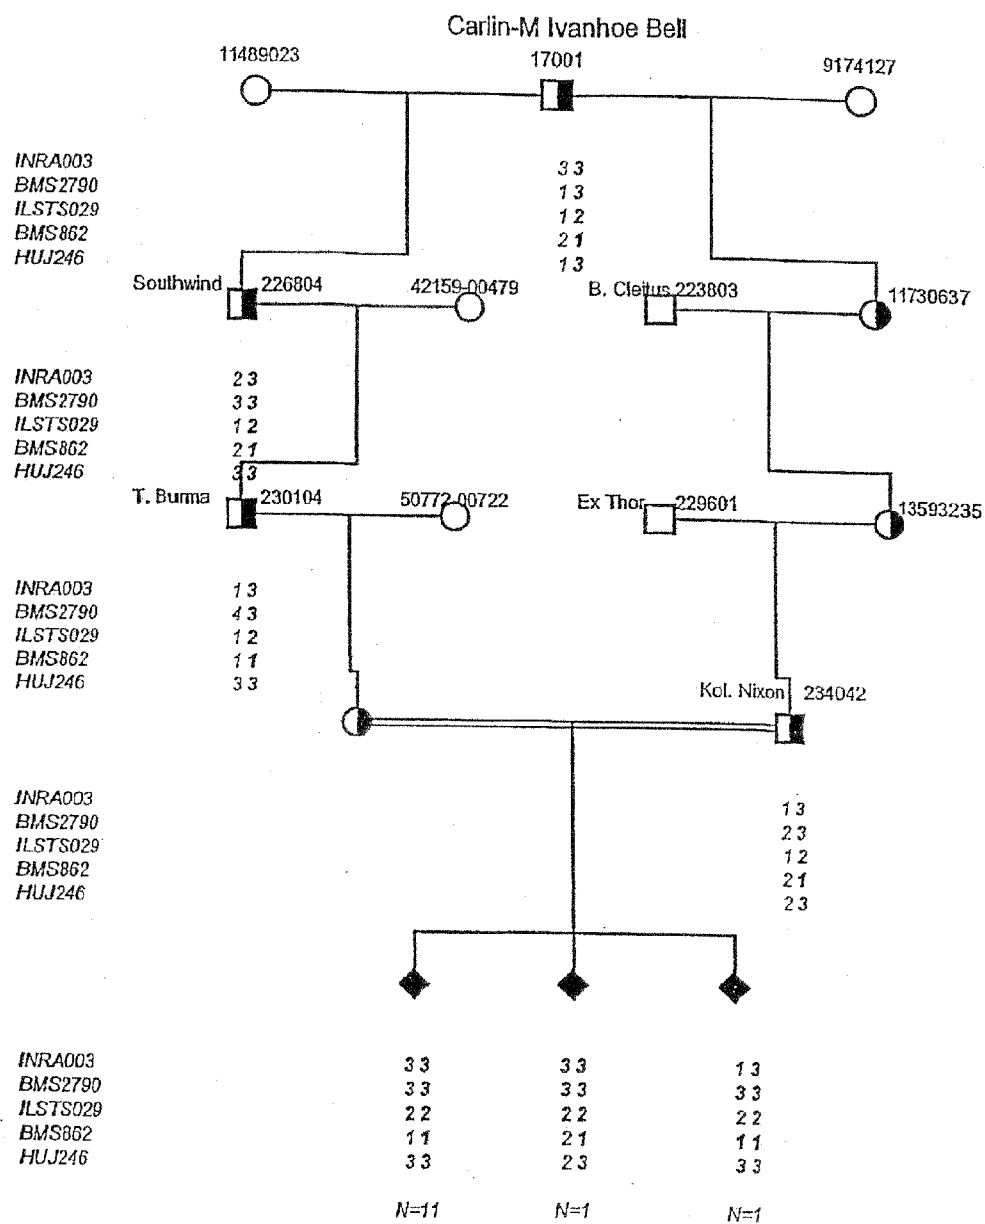 Carlin-M Ivanhoe Bell
11489023 17001 9174127
INRA003 3 3
BMS2790 1 3
ILSTS029 1 2
BMS862 2 1
HUJ246 1 3
Southwind 226804 42159-00479 B. Cleitus 223803 11730637
INRA003 2 3
BMS2790 3 3
ILSTS029 1 2
BMS862 2 1
HUJ246 3 3
T. Burma 230104 50772-00722 Ex Thor 229601 13593235
INRA003 1 3
BMS2790 4 3
ILSTS029 1 2
BMS862 1 1
HUJ246 3 3
Kol. Nixon 234042
INRA003 1 3
BMS2790 2 3
ILSTS029 1 2
BMS862 2 1
HUJ246 2 3
INRA003 3 3 3 3 1 3
BMS2790 3 3 3 3 3 3
ILSTS029 2 2 2 2 2 2
BMS862 1 1 2 1 1 1
HUJ246 3 3 2 3 3 3
N=11 N=1 N=1